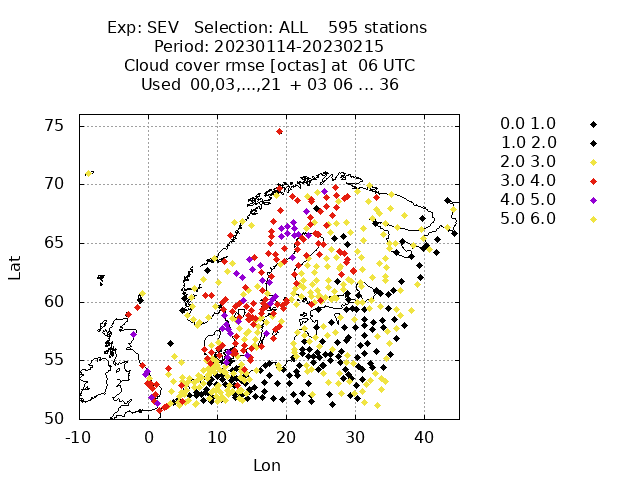 Exp: SEV Selection: ALL 595 stations
Period: 20230114-20230215
Cloud cover rmse [octas] at 06 UTC
Used 00,03,...,21 + 03 06 ... 36
0.0 1.0
1.0 2.0
2.0 3.0
3.0 4.0
4.0 5.0
5.0 6.0
75
70
65
60
55
50
Lat
-10 0 10 20 30 40
Lon